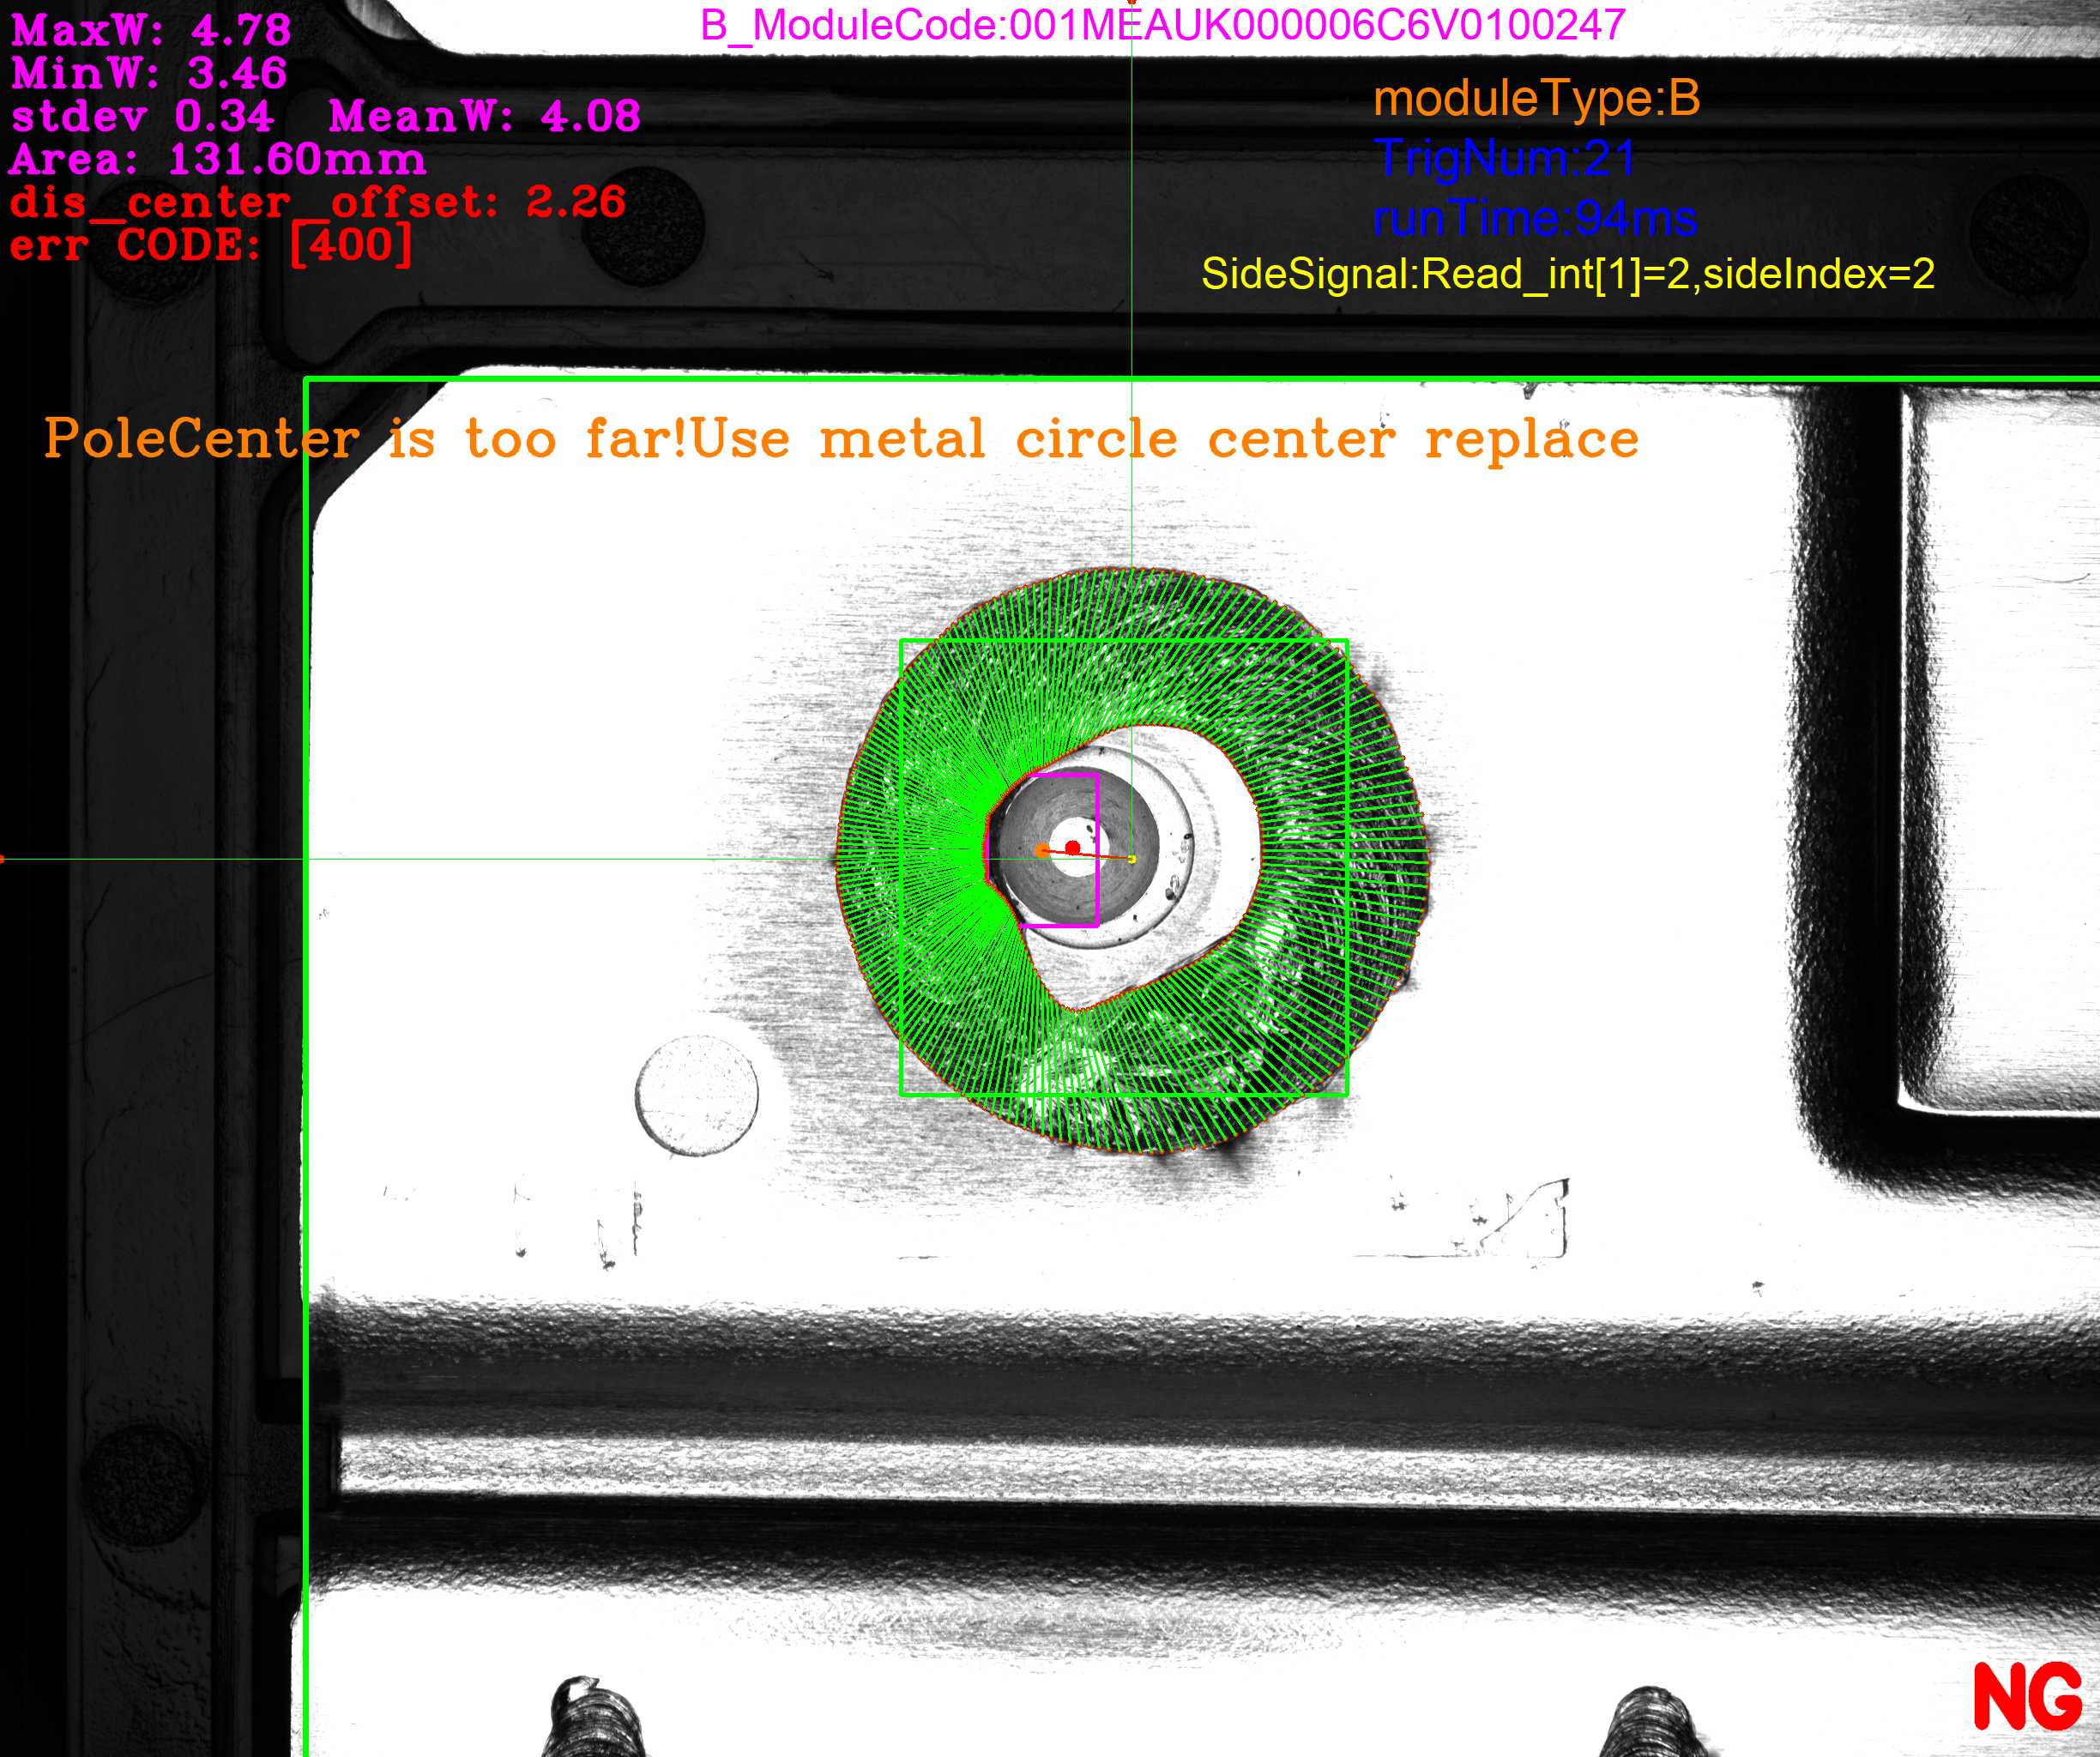 MaxW: 4.78
B_ModuleCode:001MEAUK000006C6V0100247
MinW: 3.46
moduleType:B
stdev 0.34 MeanW: 4.08
TrigNum:21
Area: 131.60mm
dis_center_offset: 2.26
runTime:94ms
err CODE: [400]
SideSignal:Read_int[1]=2,sideIndex=2
PoleCenter is too far!Use metal circle center replace
NG